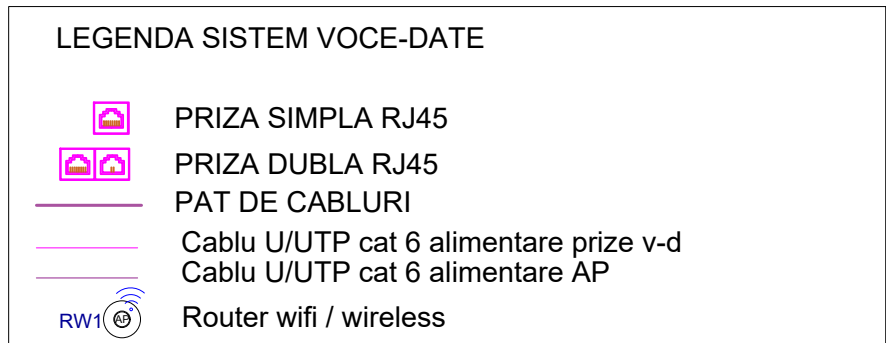 LEGENDA SISTEM VOCE-DATE
PRIZA SIMPLA RJ45
PRIZA DUBLA RJ45
PAT DE CABLURI
Cablu U/UTP cat 6 alimentare prize v-d
Cablu U/UTP cat 6 alimentare AP
RW1 AP Router wifi / wireless